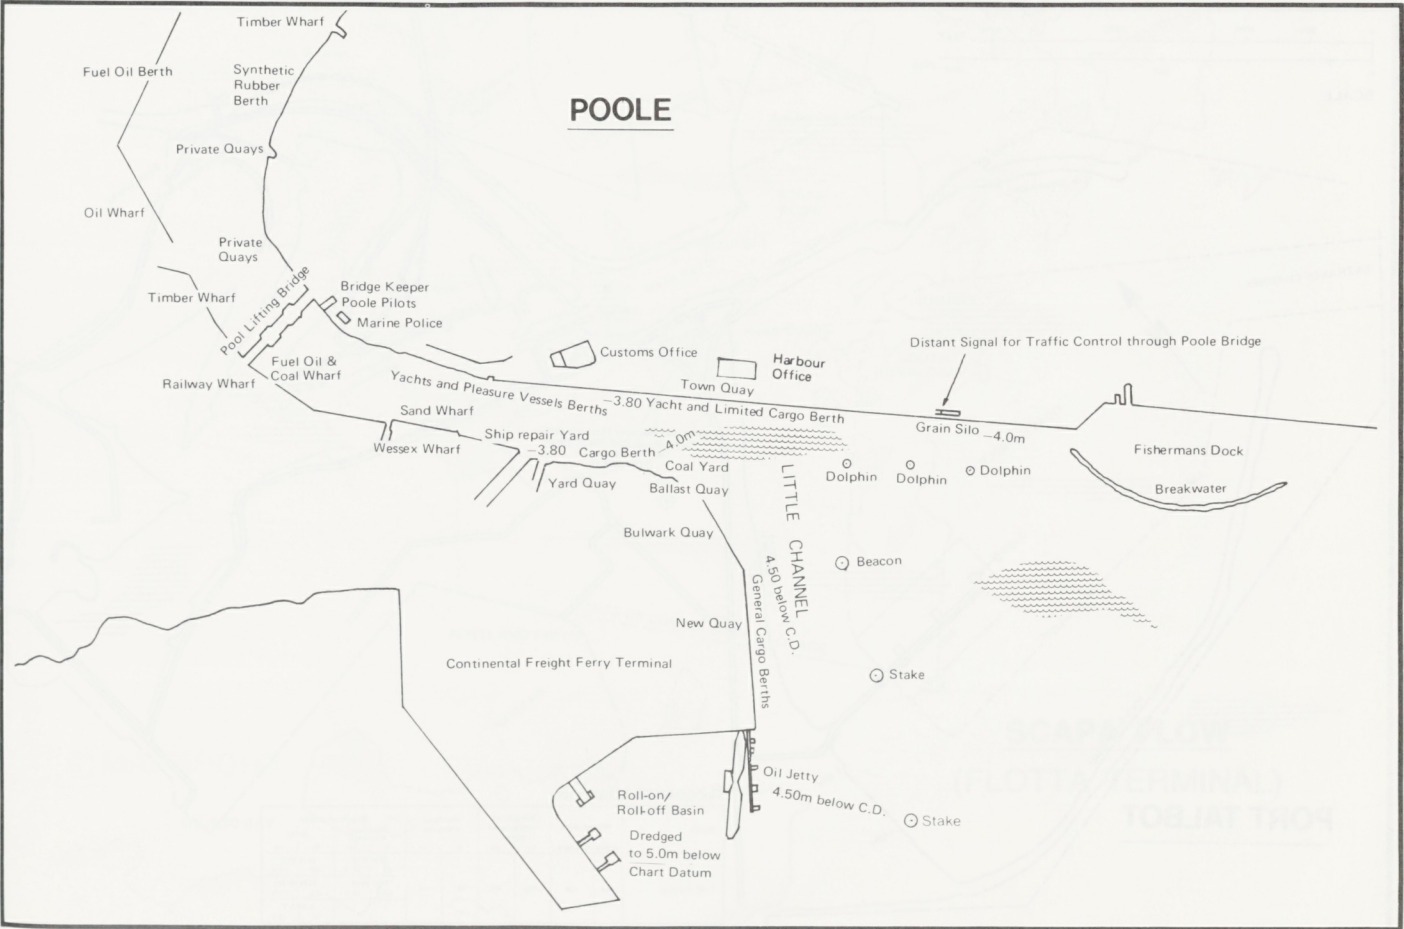 Timber Wharf
Fuel Oil Berth
Synthetic
Rubber
Berth
POOLE
Private Quays
Oil Wharf
Private
Quays
Timber Wharf
Pool Lifting Bridge
Bridge Keeper
Poole Pilots
Marine Police
Fuel Oil &
Coal Wharf
Railway Wharf
Customs Office
Harbour
Office
Town Quay
Distant Signal for Traffic Control through Poole Bridge
Yachts and Pleasure Vessels Berths
-3.80 Yacht and Limited Cargo Berth
Grain Silo -4.0m
Sand Wharf
Wessex Wharf
Ship repair Yard
-3.80 Cargo Berth -4.0m
Coal Yard
Yard Quay
Ballast Quay
Dolphin
Dolphin
Dolphin
Fishermans Dock
Breakwater
Bulwark Quay
LITTLE CHANNEL
4.50 below C.D.
General Cargo Berths
Beacon
New Quay
Continental Freight Ferry Terminal
Stake
Oil Jetty
4.50m below C.D.
Stake
Roll-on/
Roll-off Basin
Dredged
to 5.0m below
Chart Datum
SCAPA FLOW
(FLOTTA TERMINAL)
PORT TALBOT